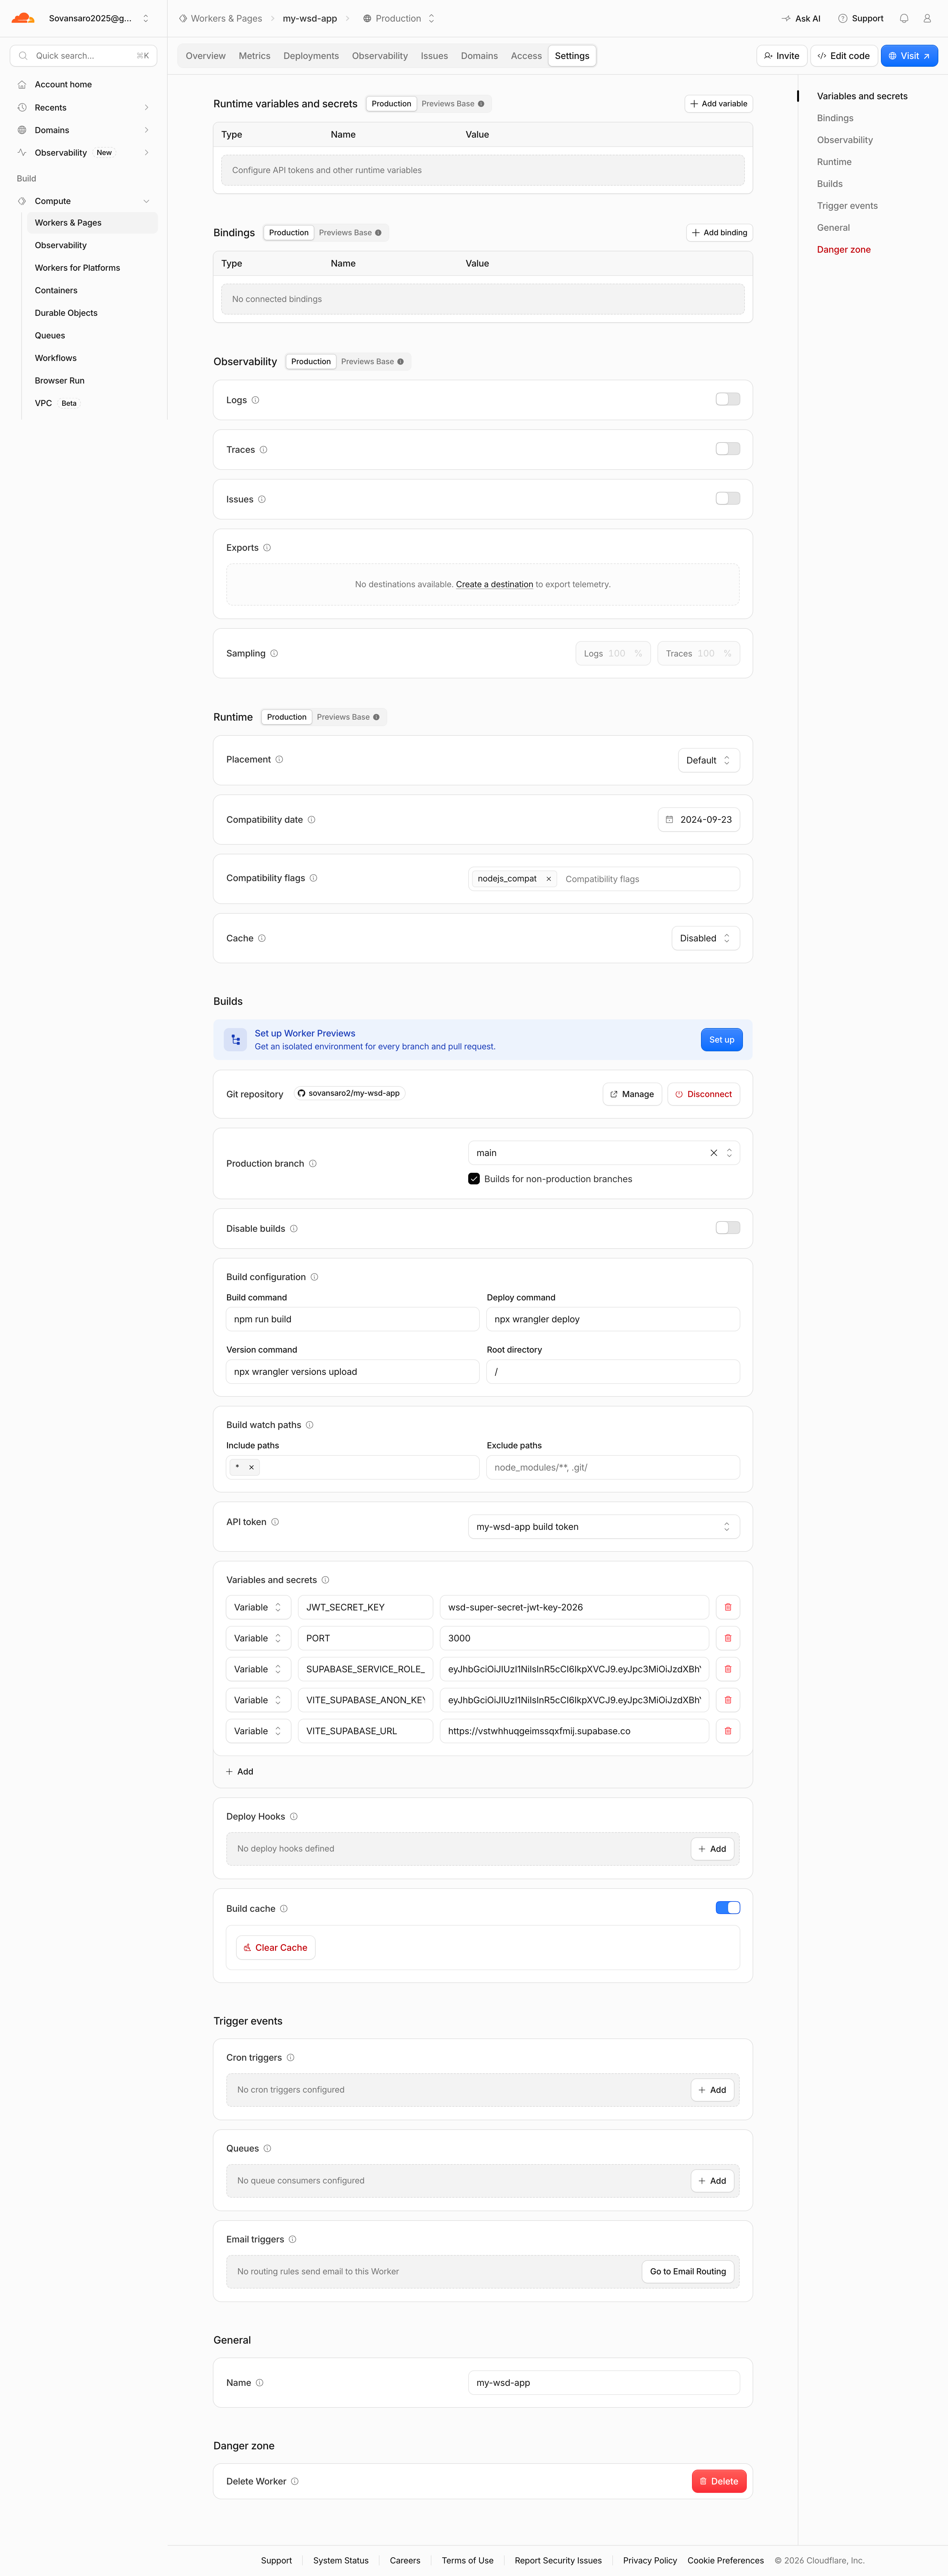 Sovansaro2025@g...
Workers & Pages
my-wsd-app
Production
Ask AI
Support
Quick search...
⌘K
Overview
Metrics
Deployments
Observability
Issues
Domains
Access
Settings
Invite
Edit code
Visit
Account home
Recents
Domains
Observability New
Build
Compute
Workers & Pages
Observability
Workers for Platforms
Containers
Durable Objects
Queues
Workflows
Browser Run
VPC Beta
Variables and secrets
Bindings
Observability
Runtime
Builds
Trigger events
General
Danger zone
Runtime variables and secrets Production Previews Base
Add variable
Type Name Value
Configure API tokens and other runtime variables
Bindings Production Previews Base
Add binding
Type Name Value
No connected bindings
Observability Production Previews Base
Logs
Traces
Issues
Exports
No destinations available. Create a destination to export telemetry.
Sampling
Logs 100 %
Traces 100 %
Runtime Production Previews Base
Placement
Default
Compatibility date
2024-09-23
Compatibility flags
nodejs_compat × Compatibility flags
Cache
Disabled
Builds
Set up Worker Previews
Get an isolated environment for every branch and pull request.
Set up
Git repository
sovansaro2/my-wsd-app
Manage
Disconnect
Production branch
main
Builds for non-production branches
Disable builds
Build configuration
Build command
Deploy command
npm run build
npx wrangler deploy
Version command
Root directory
npx wrangler versions upload
/
Build watch paths
Include paths
Exclude paths
* ×
node_modules/**, .git/
API token
my-wsd-app build token
Variables and secrets
Variable JWT_SECRET_KEY wsd-super-secret-jwt-key-2026
Variable PORT 3000
Variable SUPABASE_SERVICE_ROLE_
Variable VITE_SUPABASE_ANON_KEY
Variable VITE_SUPABASE_URL https://vstwhhuqgeimssqxfmij.supabase.co
Add
Deploy Hooks
No deploy hooks defined
Add
Build cache
Clear Cache
Trigger events
Cron triggers
No cron triggers configured
Add
Queues
No queue consumers configured
Add
Email triggers
No routing rules send email to this Worker
Go to Email Routing
General
Name
my-wsd-app
Danger zone
Delete Worker
Delete
Support
System Status
Careers
Terms of Use
Report Security Issues
Privacy Policy
Cookie Preferences
© 2026 Cloudflare, Inc.